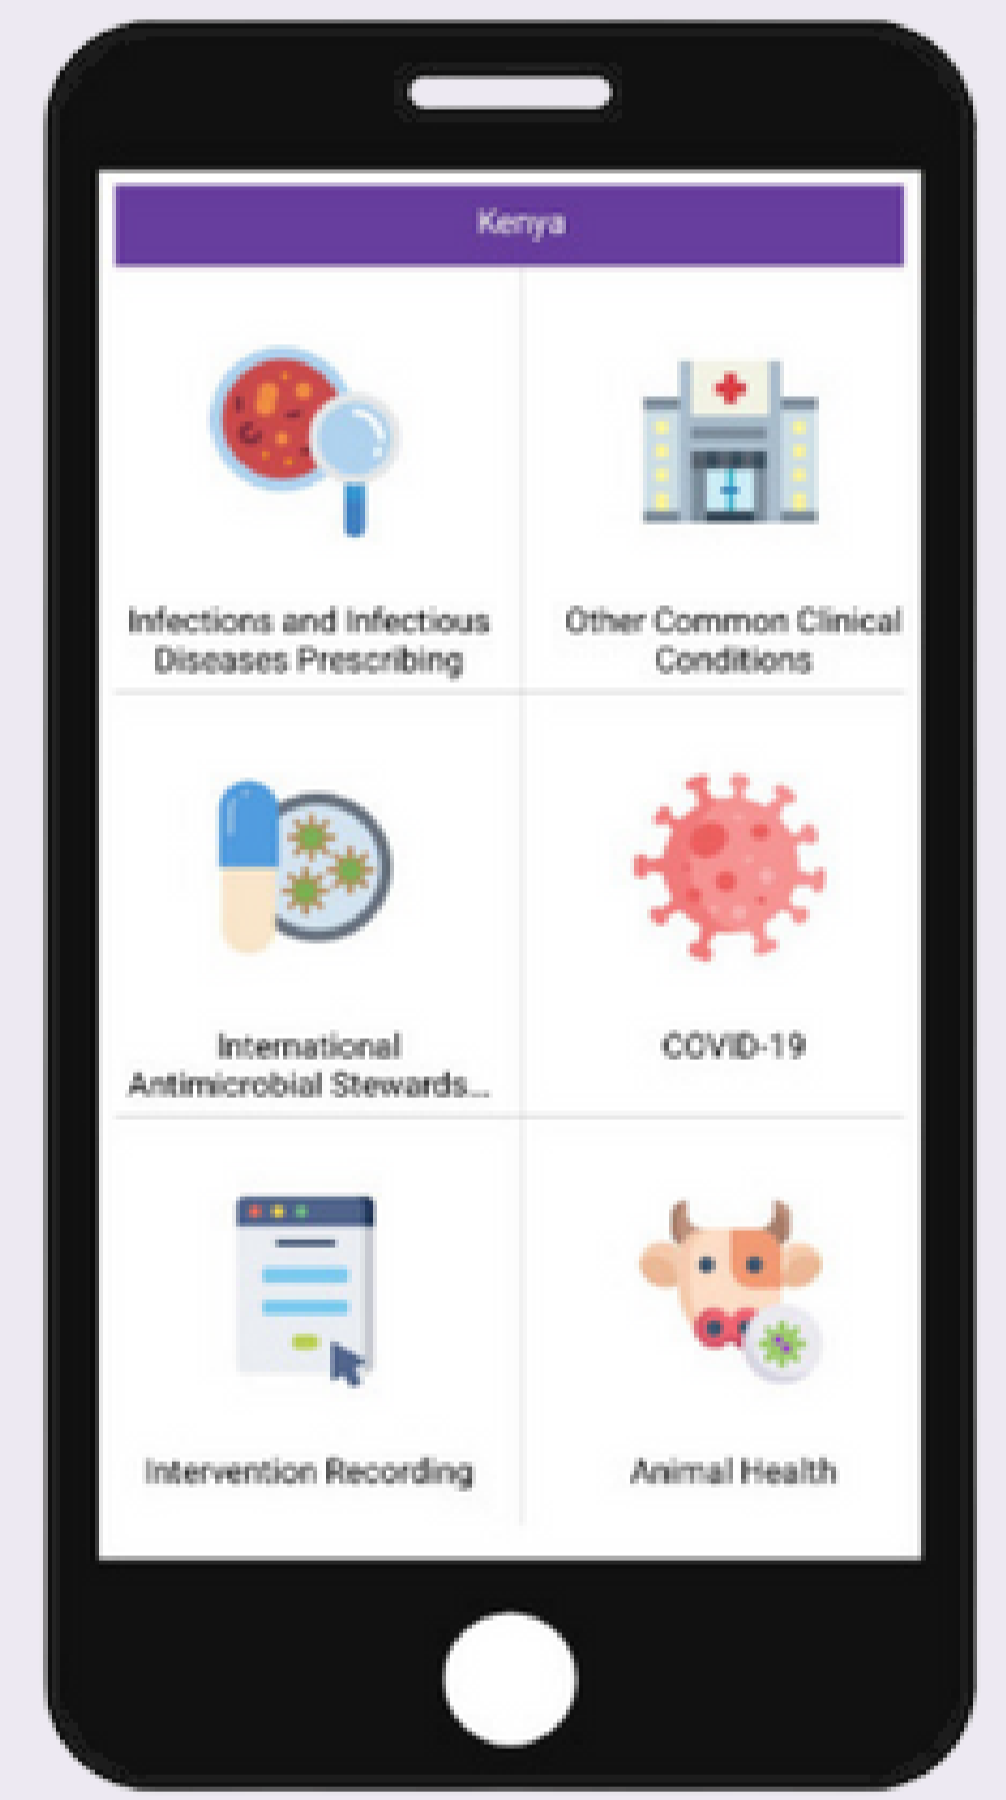 Kenya
Infections and Infectious
Diseases Prescribing
Other Common Clinical
Conditions
International
Antimicrobial Stewards...
COVID-19
Intervention Recording
Animal Health